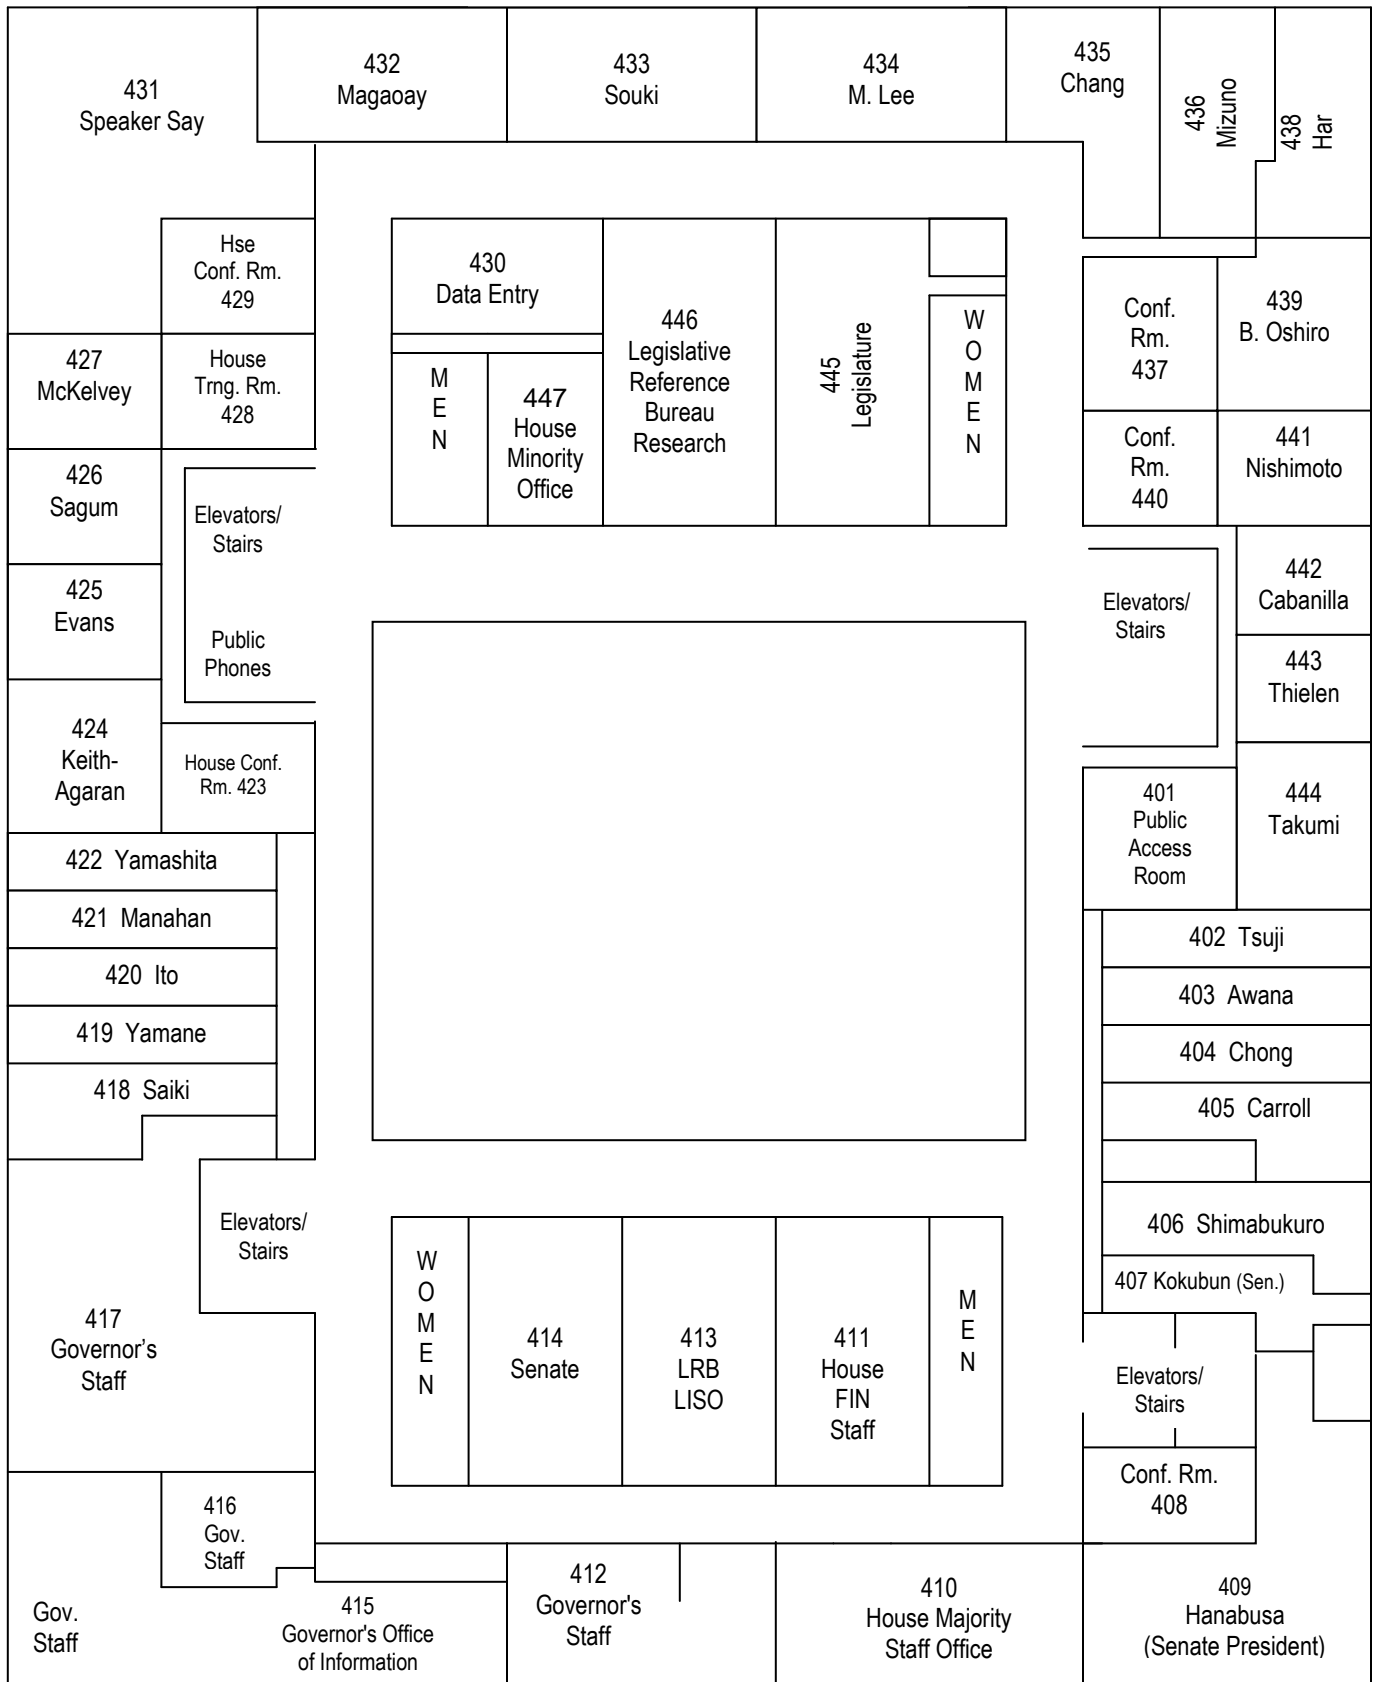 431
Speaker Say
432
Magaoay
433
Souki
434
M. Lee
435
Chang
436
Mizuno
438
Har
Hse
Conf. Rm.
429
430
Data Entry
446
Legislative
Reference
Bureau
Research
445
Legislature
W
O
M
E
N
Conf.
Rm.
437
439
B. Oshiro
427
McKelvey
House
Trng. Rm.
428
M
E
N
447
House
Minority
Office
Conf.
Rm.
440
441
Nishimoto
426
Sagum
Elevators/
Stairs
425
Evans
Public
Phones
Elevators/
Stairs
442
Cabanilla
443
Thielen
424
Keith-
Agaran
House Conf.
Rm. 423
401
Public
Access
Room
444
Takumi
422 Yamashita
421 Manahan
420 Ito
419 Yamane
418 Saiki
402 Tsuji
403 Awana
404 Chong
405 Carroll
406 Shimabukuro
407 Kokubun (Sen.)
Elevators/
Stairs
417
Governor's
Staff
W
O
M
E
N
414
Senate
413
LRB
LISO
411
House
FIN
Staff
M
E
N
Elevators/
Stairs
Conf. Rm.
408
416
Gov.
Staff
Gov.
Staff
415
Governor's Office
of Information
412
Governor's
Staff
410
House Majority
Staff Office
409
Hanabusa
(Senate President)